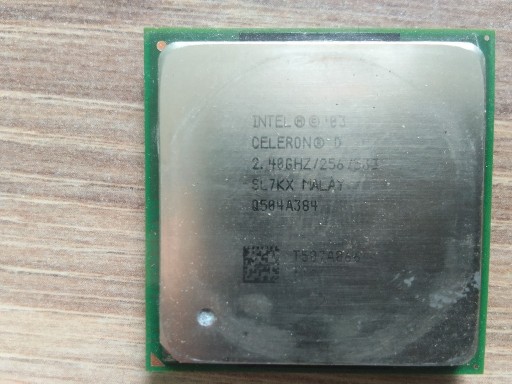 INTEL® © '03
CELERON® D
2.40GHZ/256/533
SL7KX MALAY
Q504A384